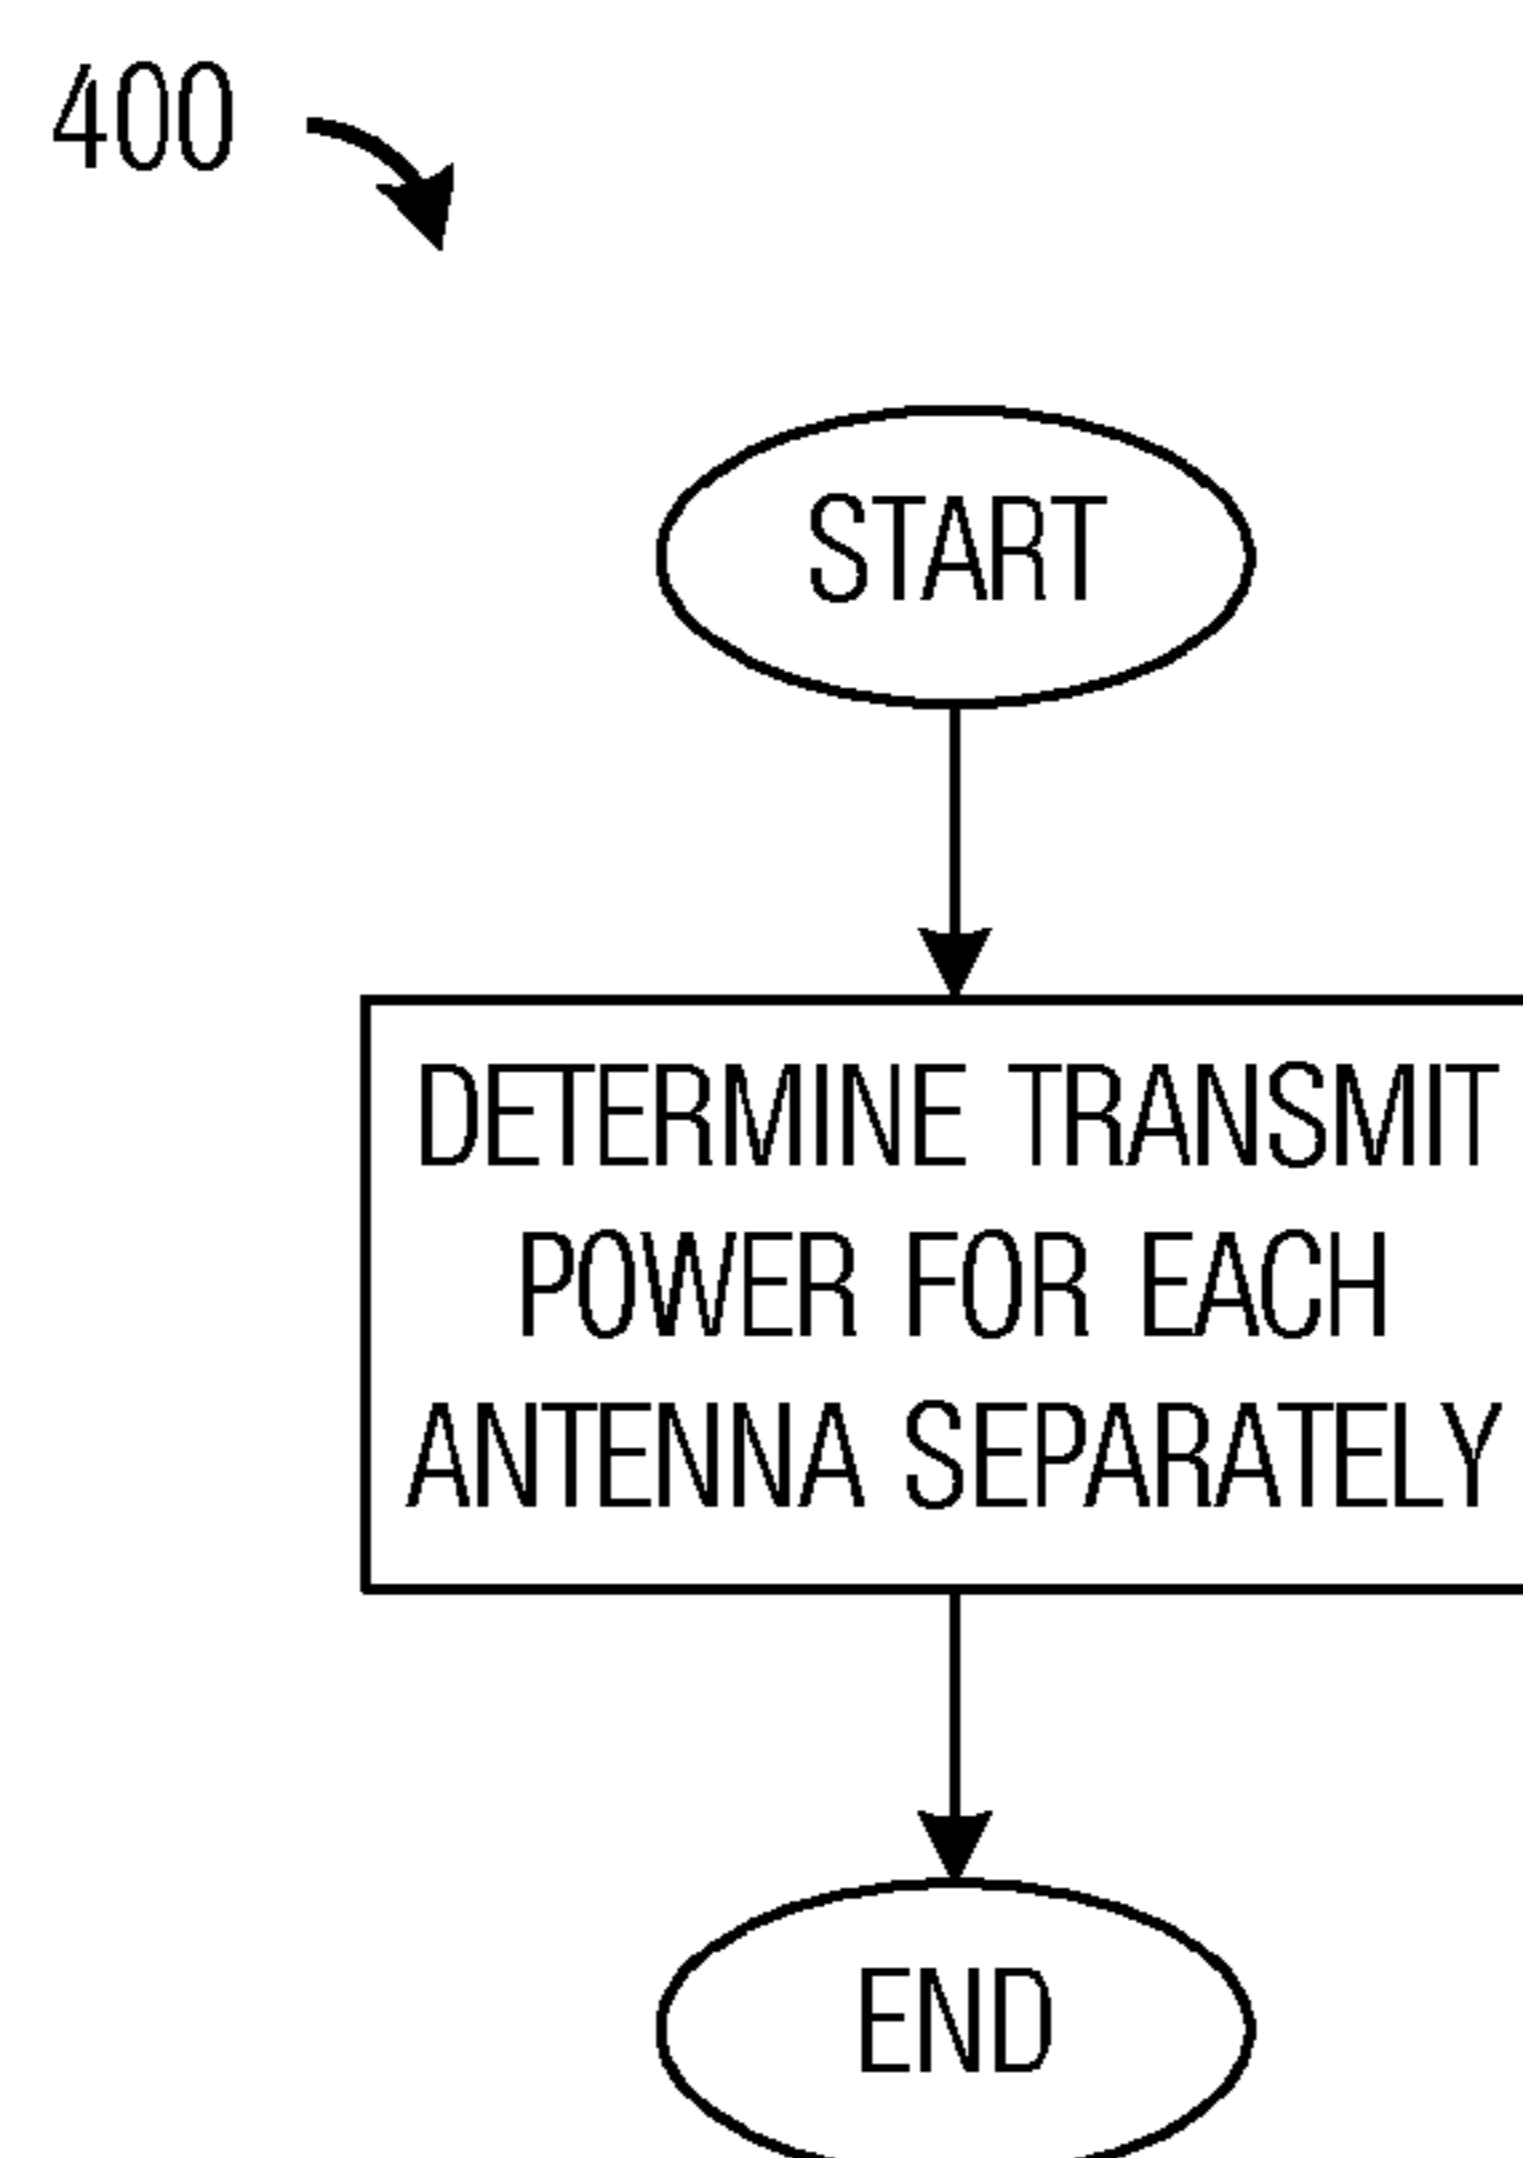 400
START
DETERMINE TRANSMIT
POWER FOR EACH
ANTENNA SEPARATELY
END